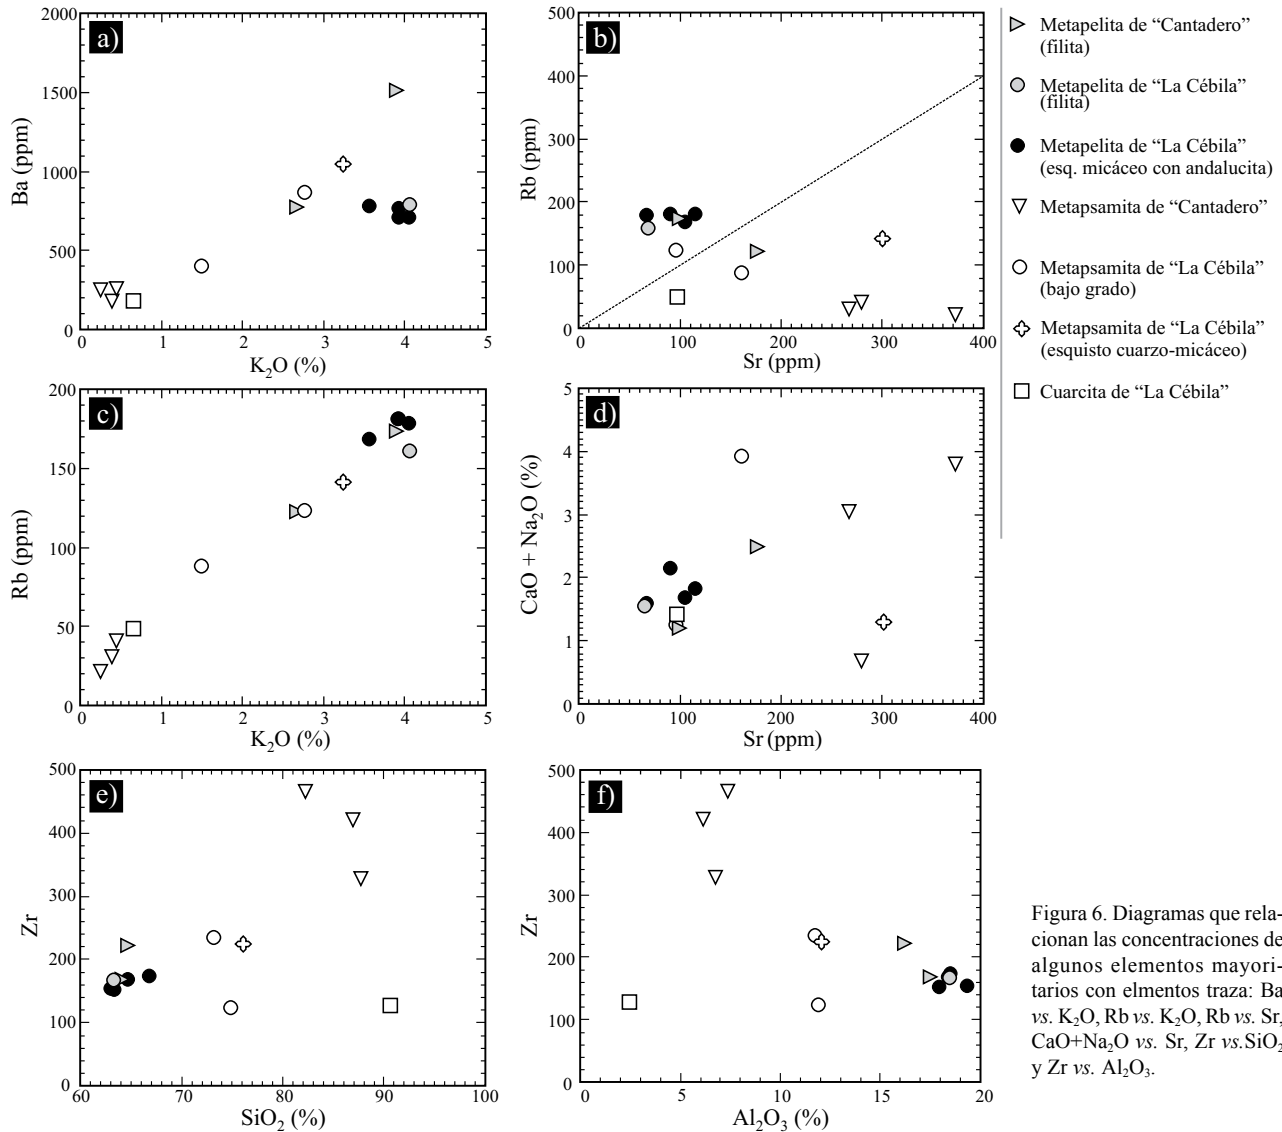 a)
2000
1500
1000
500
0
Ba (ppm)
0 1 2 3 4 5
K₂O (%)
b)
500
400
300
200
100
0
Rb (ppm)
0 100 200 300 400
Sr (ppm)
c)
200
150
100
50
0
Rb (ppm)
0 1 2 3 4 5
K₂O (%)
d)
5
4
3
2
1
0
CaO + Na₂O (%)
0 100 200 300 400
Sr (ppm)
e)
500
400
300
200
100
0
Zr
60 70 80 90 100
SiO₂ (%)
f)
500
400
300
200
100
0
Zr
0 5 10 15 20
Al₂O₃ (%)
Metapelita de “Cantadero”
(filita)
Metapelita de “La Cébila”
(filita)
Metapelita de “La Cébila”
(esq. micáceo con andalucita)
Metapsamita de “Cantadero”
Metapsamita de “La Cébila”
(bajo grado)
Metapsamita de “La Cébila”
(esquisto cuarzo-micáceo)
Cuarcita de “La Cébila”
Figura 6. Diagramas que rela-
cionan las concentraciones de
algunos elementos mayori-
tarios con elmentos traza: Ba
vs. K₂O, Rb vs. K₂O, Rb vs. Sr,
CaO+Na₂O vs. Sr, Zr vs.SiO₂
y Zr vs. Al₂O₃.